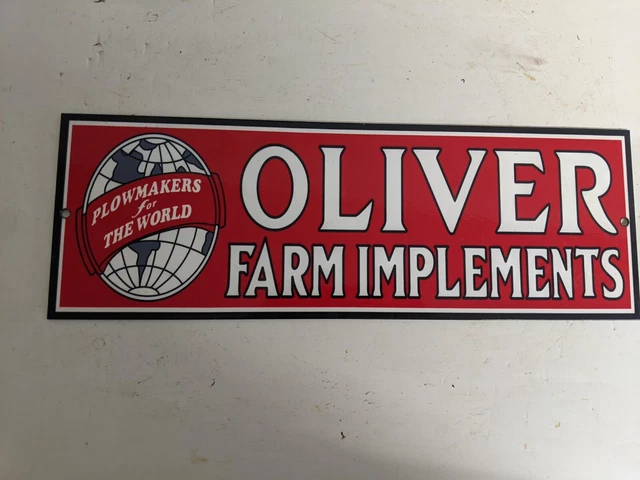 PLOWMAKERS
for
THE WORLD
OLIVER
FARM IMPLEMENTS